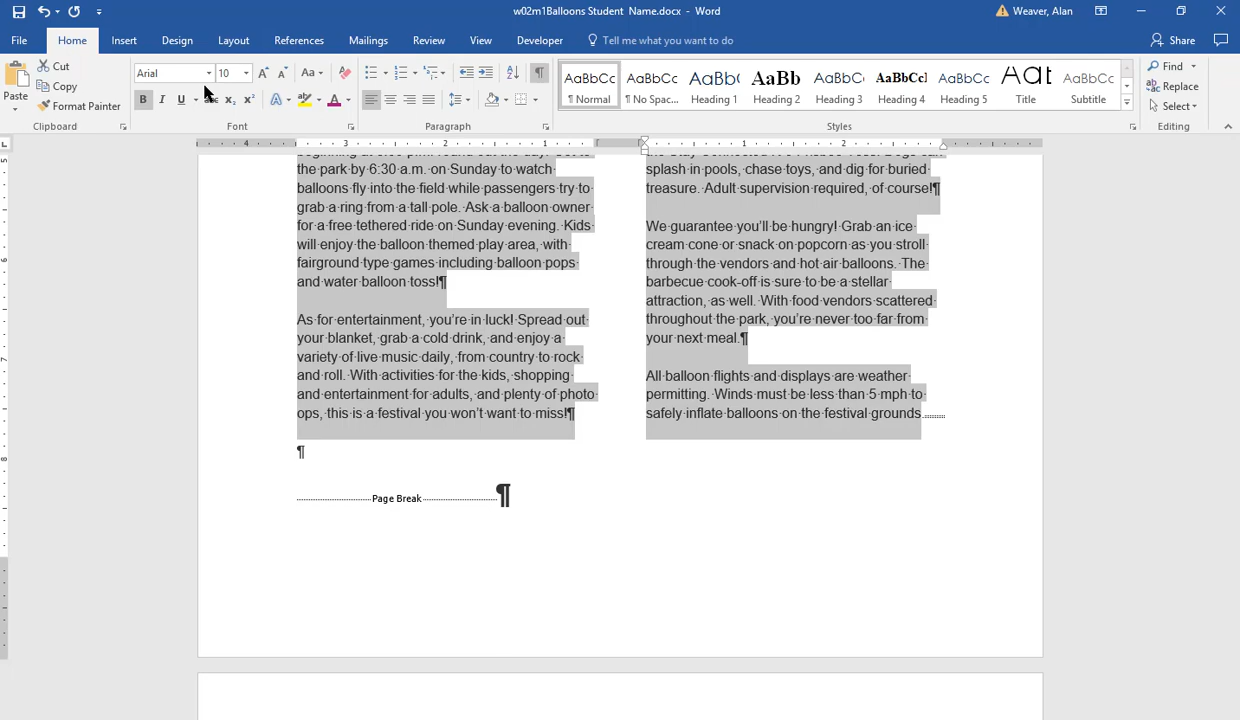 w02m1Balloons Student Name.docx - Word
Weaver, Alan
File Home Insert Design Layout References Mailings Review View Developer Tell me what you want to do Share
Paste Cut
Copy
Format Painter
Arial 10 Aa
B I U abc X₂ X² A A
AaBbCc AaBbCc AaBb( AaBb AaBbC AaBbCcI AaBbCc Aat AaBbCc
¶ Normal ¶ No Spac... Heading 1 Heading 2 Heading 3 Heading 4 Heading 5 Title Subtitle
Find
Replace
Select
Clipboard Font Paragraph Styles Editing
4 3 2 1 1 2
the·park·by·6:30·a.m.·on·Sunday·to·watch·
balloons·fly·into·the·field·while·passengers·try·to·
grab·a·ring·from·a·tall·pole.··Ask·a·balloon·owner·
for·a·free·tethered·ride·on·Sunday·evening.··Kids·
will·enjoy·the·balloon·themed·play·area,·with·
fairground·type·games·including·balloon·pops·
and·water·balloon·toss!¶
As·for·entertainment,·you're·in·luck!·Spread·out·
your·blanket,·grab·a·cold·drink,·and·enjoy·a·
variety·of·live·music·daily,·from·country·to·rock·
and·roll.··With·activities·for·the·kids,·shopping·
and·entertainment·for·adults,·and·plenty·of·photo·
ops,·this·is·a·festival·you·won't·want·to·miss!¶
¶
Page Break ¶
splash·in·pools,·chase·toys,·and·dig·for·buried·
treasure.·Adult·supervision·required,·of·course!¶
We·guarantee·you'll·be·hungry!·Grab·an·ice·
cream·cone·or·snack·on·popcorn·as·you·stroll·
through·the·vendors·and·hot·air·balloons.··The·
barbecue·cook-off·is·sure·to·be·a·stellar·
attraction,·as·well.··With·food·vendors·scattered·
throughout·the·park,·you're·never·too·far·from·
your·next·meal.¶
All·balloon·flights·and·displays·are·weather·
permitting.··Winds·must·be·less·than·5·mph·to·
safely·inflate·balloons·on·the·festival·grounds.